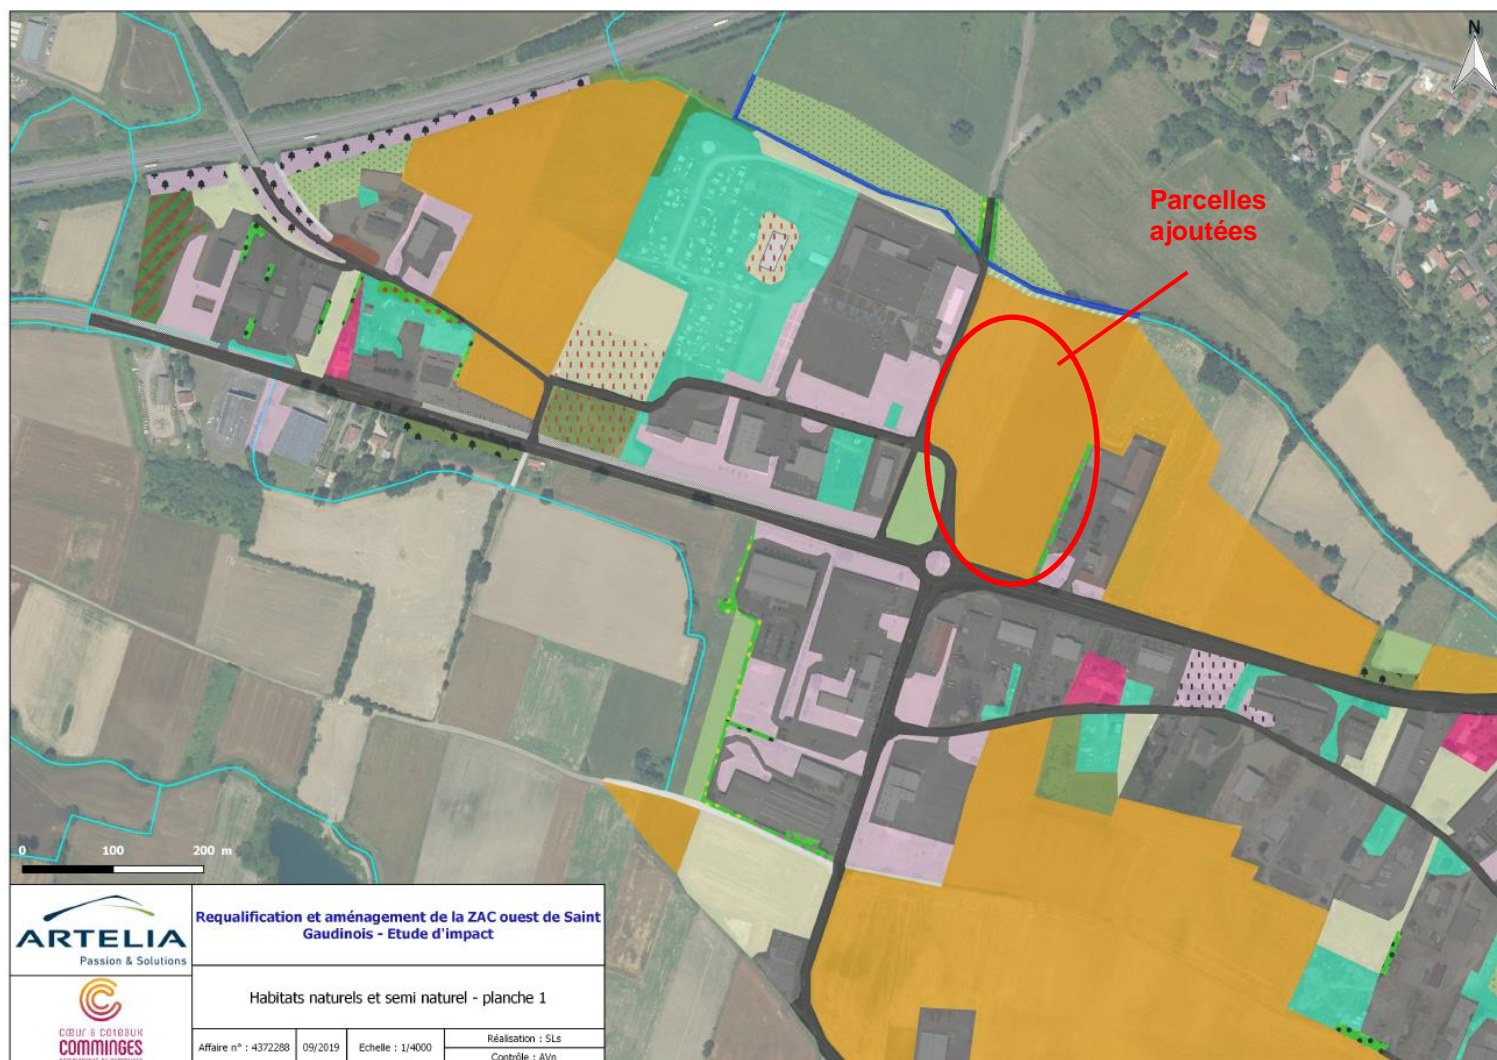 N
Parcelles
ajoutées
0 100 200 m
ARTELIA
Passion & Solutions
Requalification et aménagement de la ZAC ouest de Saint
Gaudinois - Etude d'impact
Habitats naturels et semi naturel - planche 1
cœur & coteaux
COMMINGES
Affaire n° : 4372288
09/2019
Echelle : 1/4000
Réalisation : SLs
Contrôle : AVn